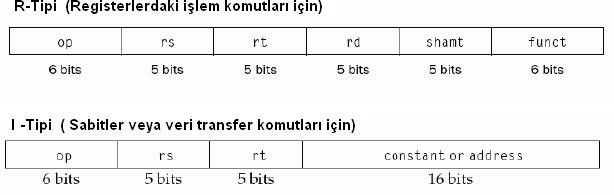 R-Tipi (Registerlerdaki işlem komutları için)
op rs rt rd shamt funct
6 bits 5 bits 5 bits 5 bits 5 bits 6 bits
I -Tipi ( Sabitler veya veri transfer komutları için)
op rs rt constant or address
6 bits 5 bits 5 bits 16 bits